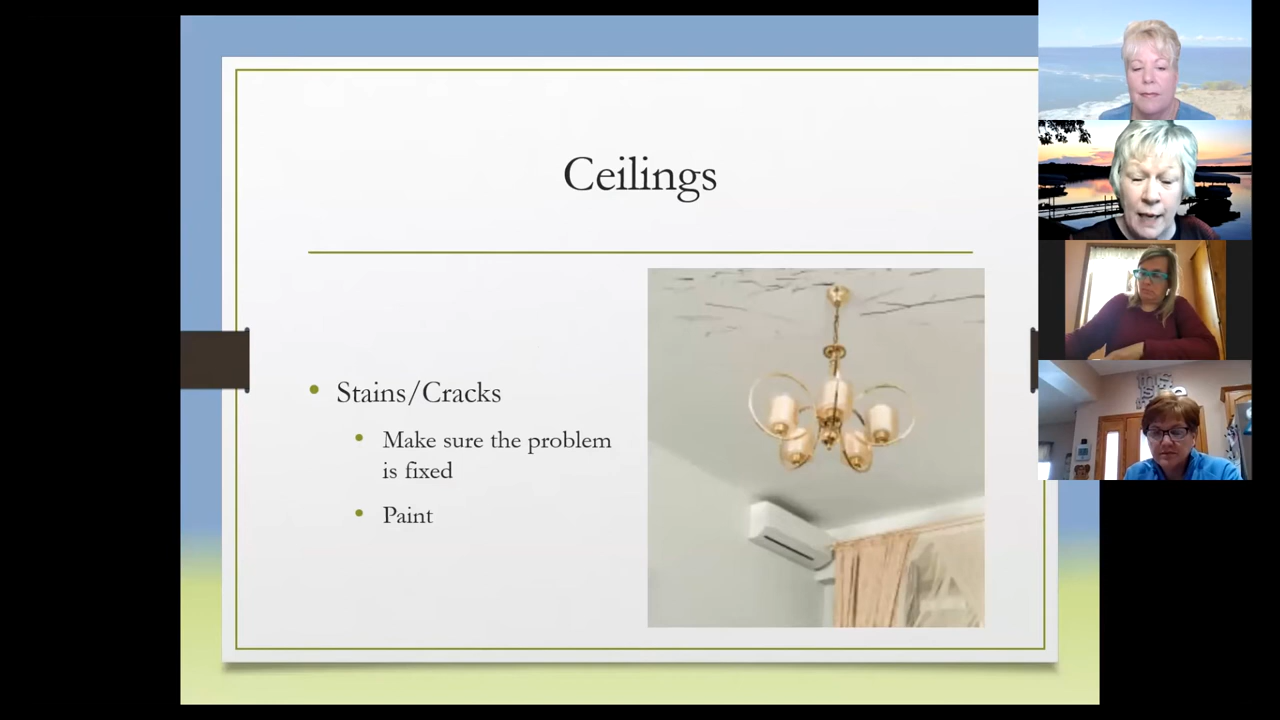 Ceilings
Stains/Cracks
Make sure the problem
is fixed
Paint